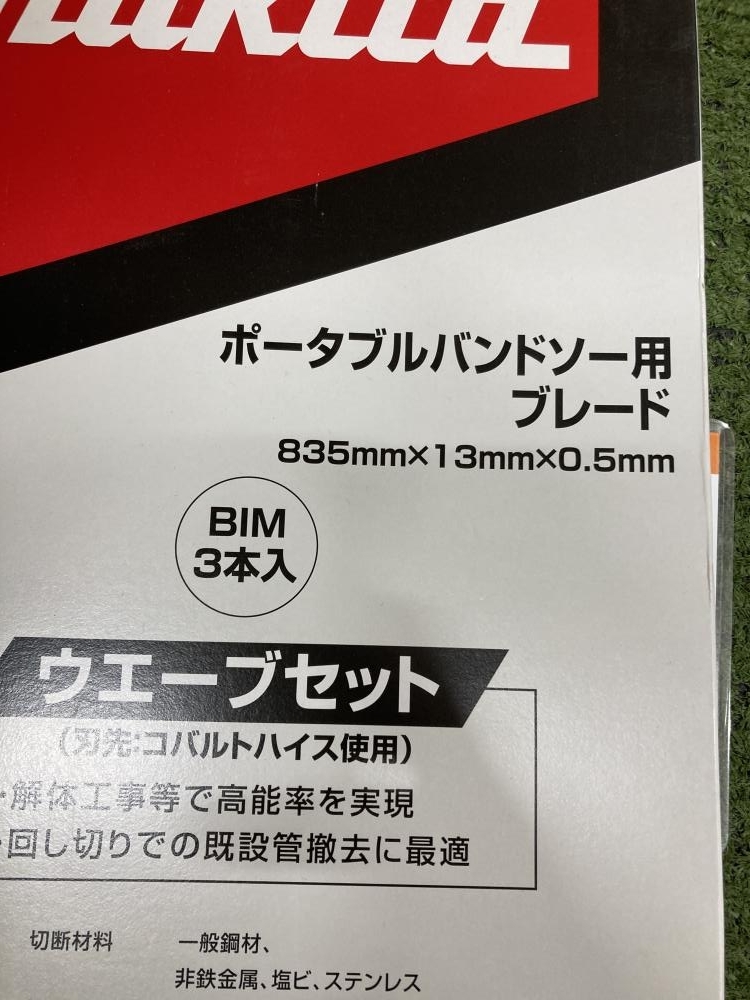 makita
ポータブルバンドソー用
ブレード
835mm×13mm×0.5mm
BIM
3本入
ウエーブセット
(刃先:コバルトハイス使用)
・解体工事等で高能率を実現
・回し切りでの既設管撤去に最適
切断材料 一般鋼材、
非鉄金属、塩ビ、ステンレス